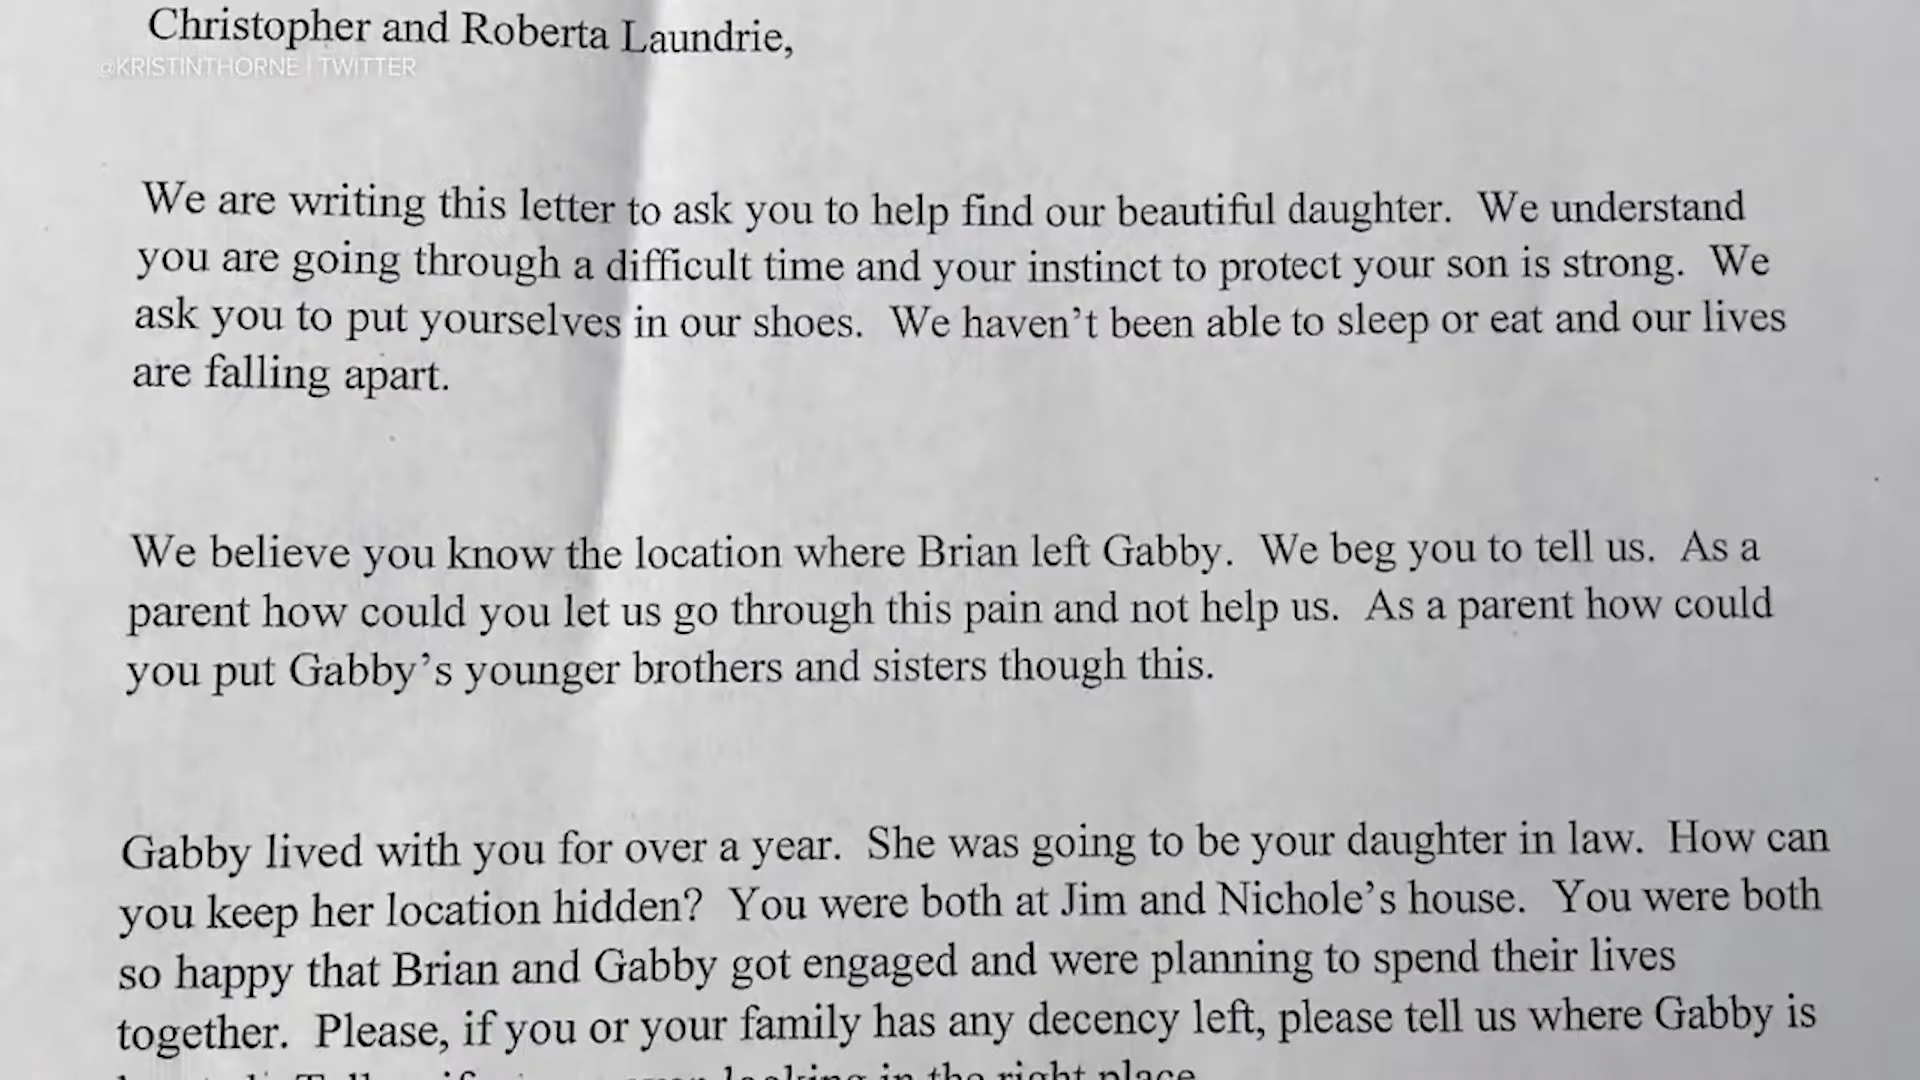 Christopher and Roberta Laundrie,
@KRISTINTHORNE | TWITTER
We are writing this letter to ask you to help find our beautiful daughter. We understand
you are going through a difficult time and your instinct to protect your son is strong. We
ask you to put yourselves in our shoes. We haven’t been able to sleep or eat and our lives
are falling apart.
We believe you know the location where Brian left Gabby. We beg you to tell us. As a
parent how could you let us go through this pain and not help us. As a parent how could
you put Gabby’s younger brothers and sisters though this.
Gabby lived with you for over a year. She was going to be your daughter in law. How can
you keep her location hidden? You were both at Jim and Nichole’s house. You were both
so happy that Brian and Gabby got engaged and were planning to spend their lives
together. Please, if you or your family has any decency left, please tell us where Gabby is
looking in the right place